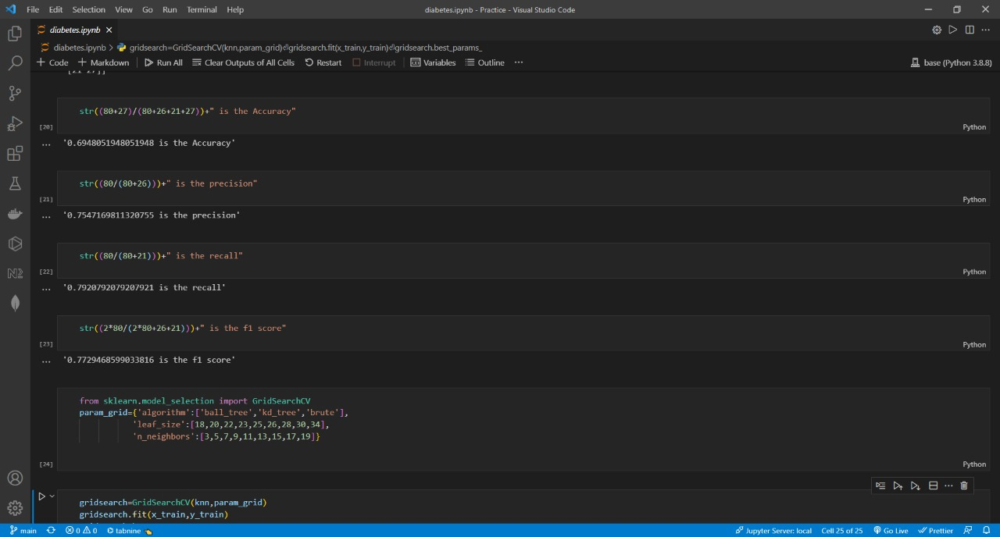 File Edit Selection View Go Run Terminal Help
diabetes.ipynb - Practice - Visual Studio Code
diabetes.ipynb
diabetes.ipynb > gridsearch=GridSearchCV(knn,param_grid)⏎gridsearch.fit(x_train,y_train)⏎gridsearch.best_params_
+ Code + Markdown Run All Clear Outputs of All Cells Restart Interrupt Variables Outline ... base (Python 3.8.8)
[21 27]]
str((80+27)/(80+26+21+27))+" is the Accuracy"
[20] Python
... '0.6948051948051948 is the Accuracy'
str((80/(80+26)))+" is the precision"
[21] Python
... '0.7547169811320755 is the precision'
str((80/(80+21)))+" is the recall"
[22] Python
... '0.7920792079207921 is the recall'
str((2*80/(2*80+26+21)))+" is the f1 score"
[23] Python
... '0.7729468599033816 is the f1 score'
from sklearn.model_selection import GridSearchCV
param_grid={'algorithm':['ball_tree','kd_tree','brute'],
'leaf_size':[18,20,22,23,25,26,28,30,34],
'n_neighbors':[3,5,7,9,11,13,15,17,19]}
[24] Python
gridsearch=GridSearchCV(knn,param_grid)
gridsearch.fit(x_train,y_train)
main 0 0 tabnine Jupyter Server: local Cell 25 of 25 Go Live Prettier